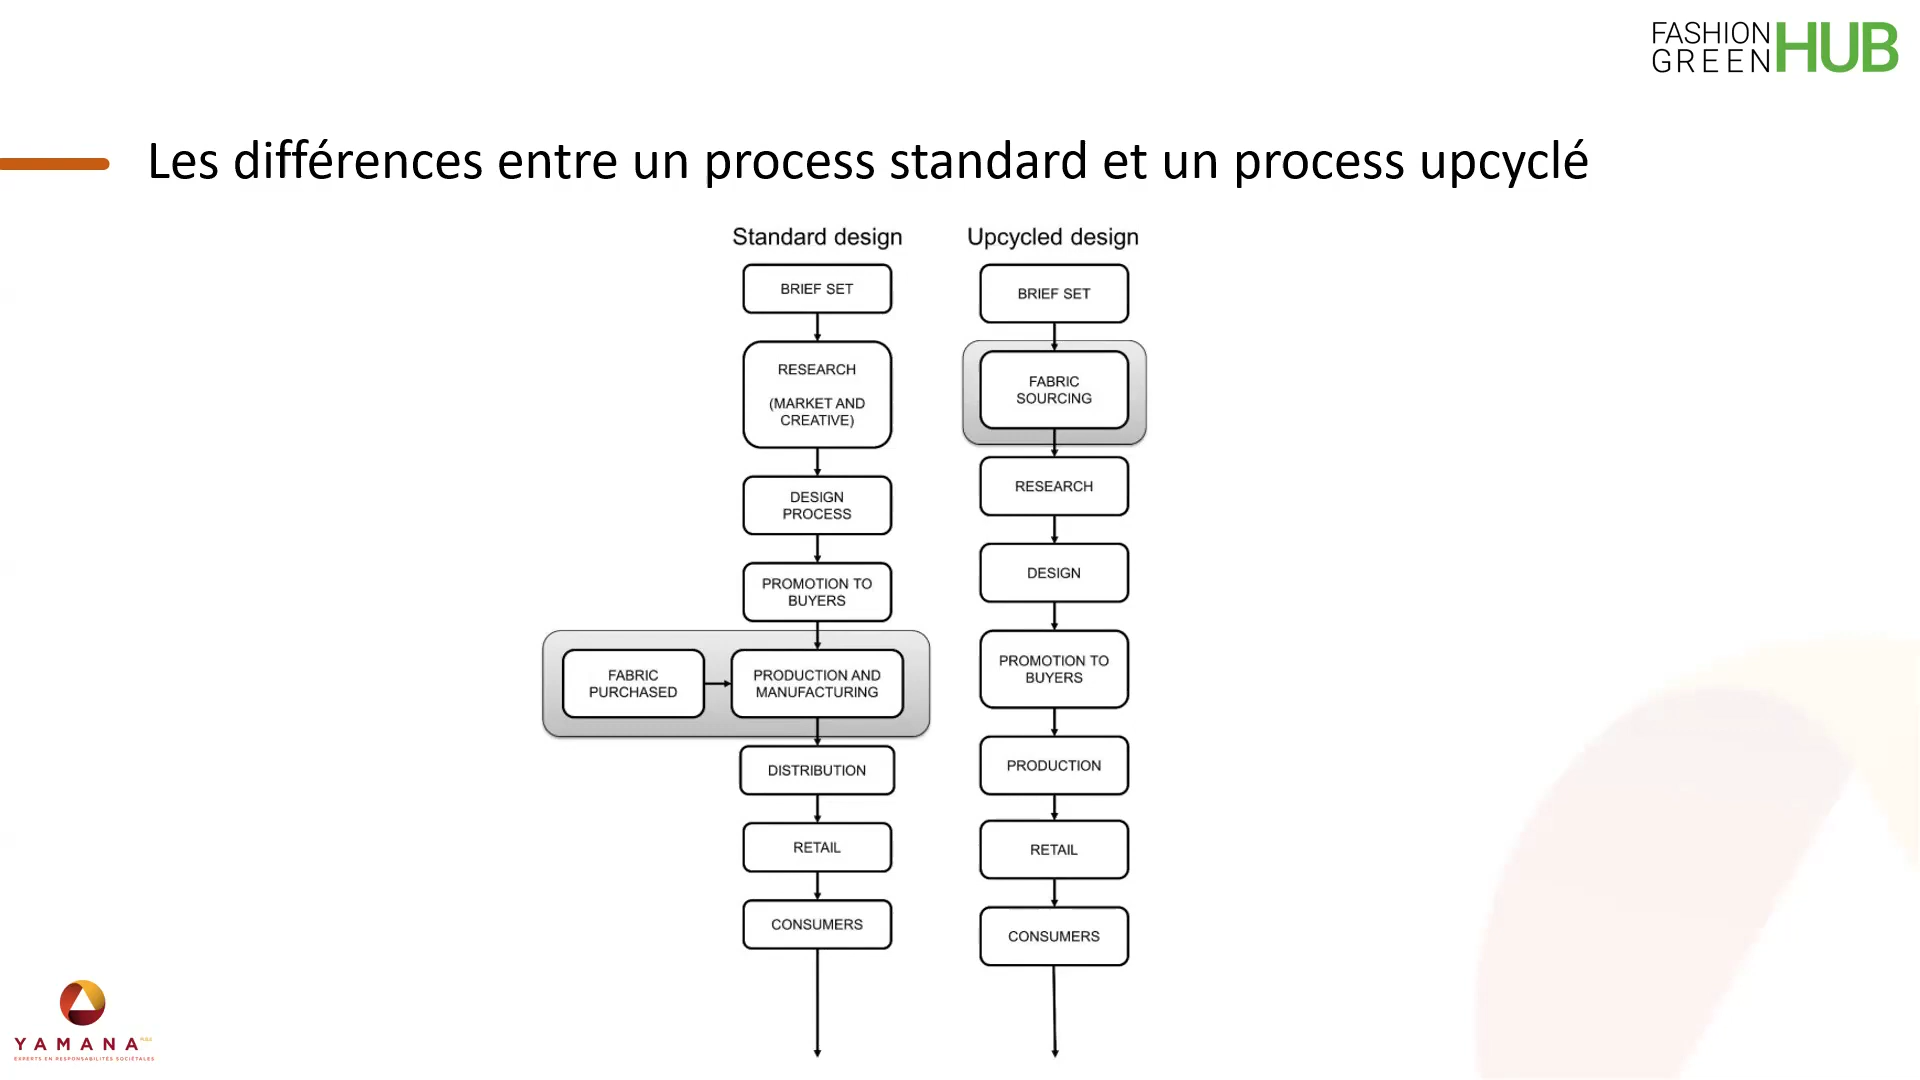 FASHION
GREEN HUB
Les différences entre un process standard et un process upcyclé
Standard design
BRIEF SET
RESEARCH
(MARKET AND
CREATIVE)
DESIGN
PROCESS
PROMOTION TO
BUYERS
FABRIC
PURCHASED
PRODUCTION AND
MANUFACTURING
DISTRIBUTION
RETAIL
CONSUMERS
Upcycled design
BRIEF SET
FABRIC
SOURCING
RESEARCH
DESIGN
PROMOTION TO
BUYERS
PRODUCTION
RETAIL
CONSUMERS
YAMANA
EXPERTS EN RESPONSABILITÉS SOCIÉTALES